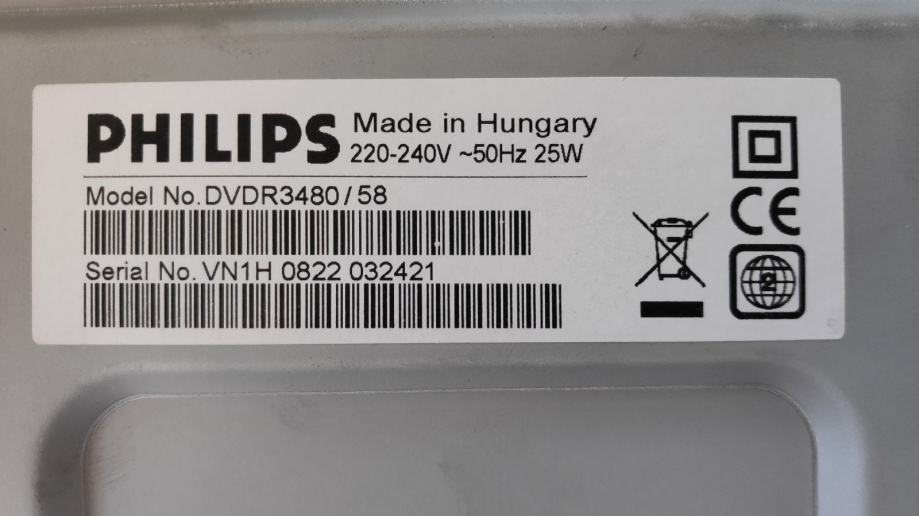 PHILIPS Made in Hungary
220-240V ~50Hz 25W
Model No. DVDR3480/58
Serial No. VN1H 0822 032421
CE
2